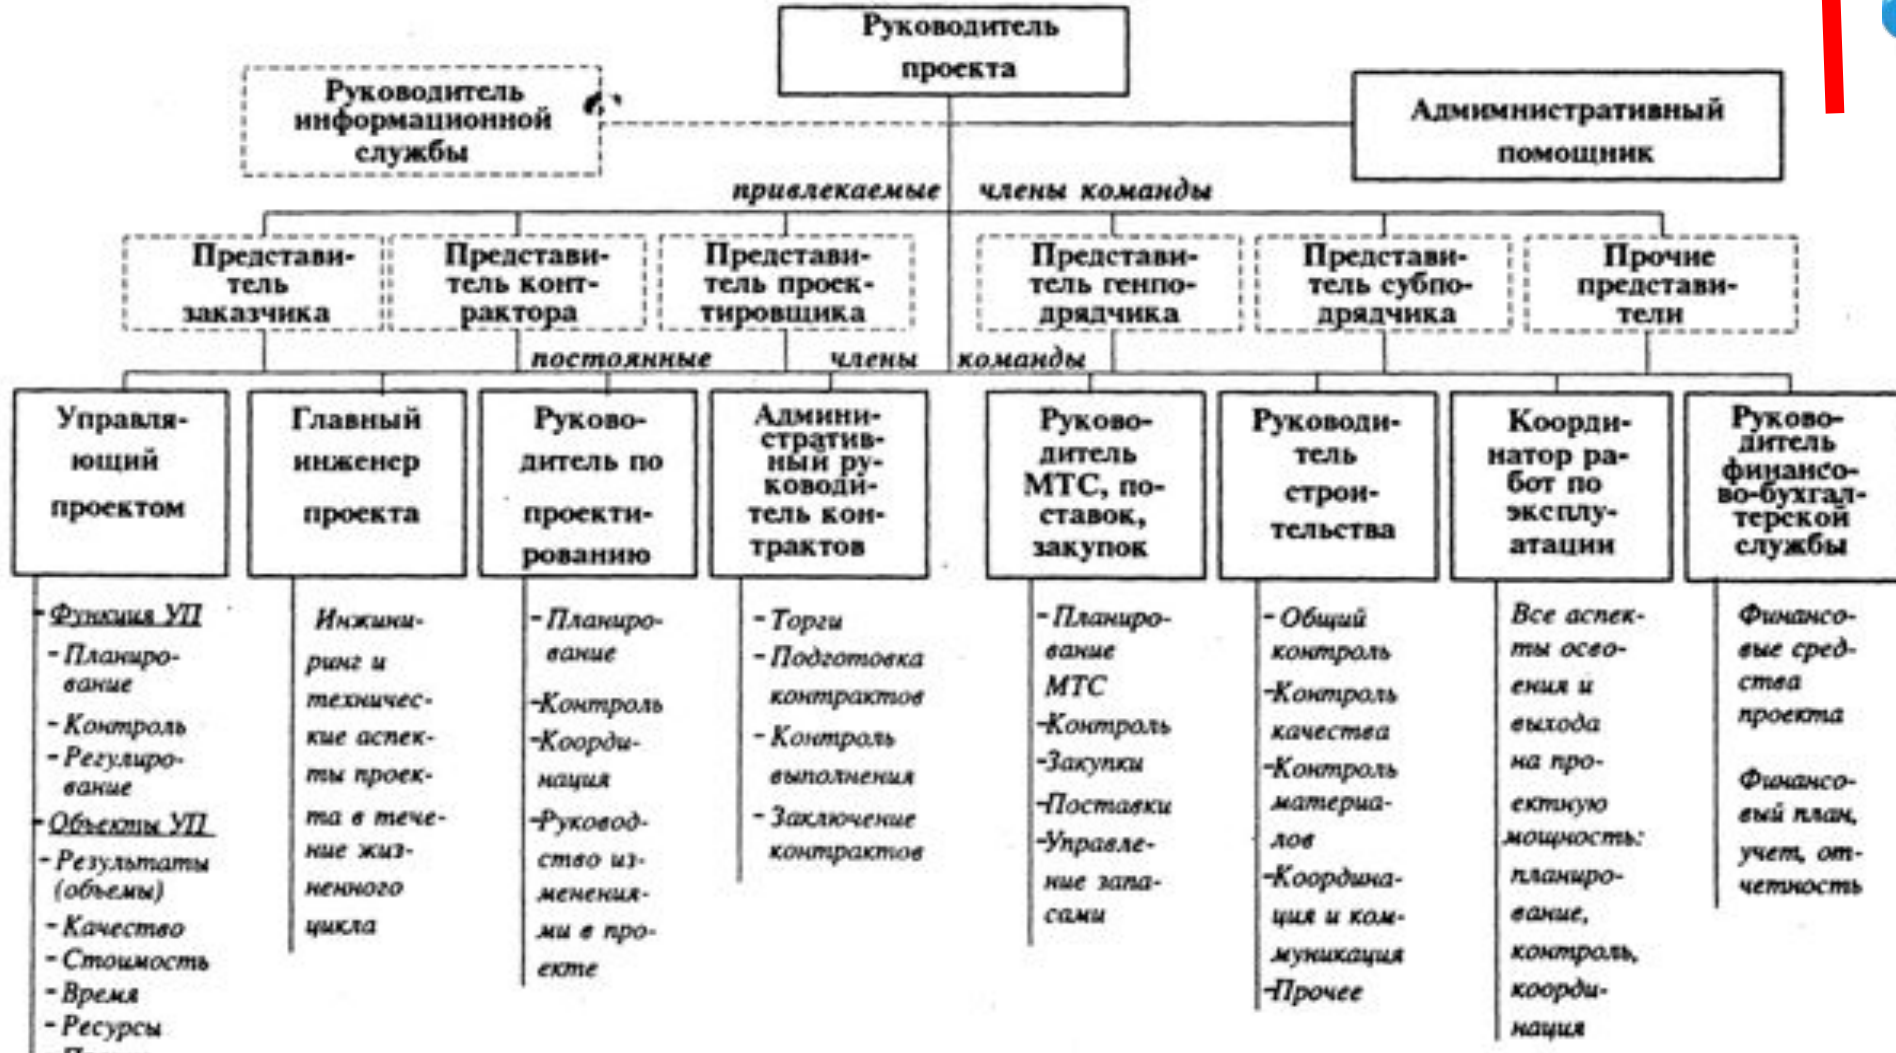 Руководитель
проекта
Руководитель
информационной
службы
Адмимнистративный
помощник
привлекаемые члены команды
Представи-
тель
заказчика
Представи-
тель конт-
рактора
Представи-
тель проек-
тировщика
Представи-
тель генпо-
дрядчика
Представи-
тель субпо-
дрядчика
Прочие
представи-
тели
постоянные члены команды
Управля-
ющий
проектом
Главный
инженер
проекта
Руково-
дитель по
проекти-
рованию
Админи-
стратив-
ный ру-
ководи-
тель кон-
трактов
Руково-
дитель
МТС, по-
ставок,
закупок
Руководи-
тель
строи-
тельства
Коорди-
натор ра-
бот по
эксплу-
атации
Руково-
дитель
финансо-
во-бухгал-
терской
службы
- Функция УП
- Планиро-
вание
- Контроль
- Регулиро-
вание
- Объекты УП
- Результаты
(объемы)
- Качество
- Стоимость
- Время
- Ресурсы
Инжини-
ринг и
техничес-
кие аспек-
ты проек-
та в тече-
ние жиз-
ненного
цикла
- Планиро-
вание
- Контроль
- Коорди-
нация
- Руковод-
ство из-
менения-
ми в про-
екте
- Торги
- Подготовка
контрактов
- Контроль
выполнения
- Заключение
контрактов
- Планиро-
вание
МТС
- Контроль
- Закупки
- Поставки
- Управле-
ние запа-
сами
- Общий
контроль
- Контроль
качества
- Контроль
материа-
лов
- Координа-
ция и ком-
муникация
- Прочее
Все аспек-
ты осво-
ения и
выхода
на про-
ектную
мощность:
планиро-
вание,
контроль,
коорди-
нация
Финансо-
вые сред-
ства
проекта
Финансо-
вый план,
учет, от-
четность